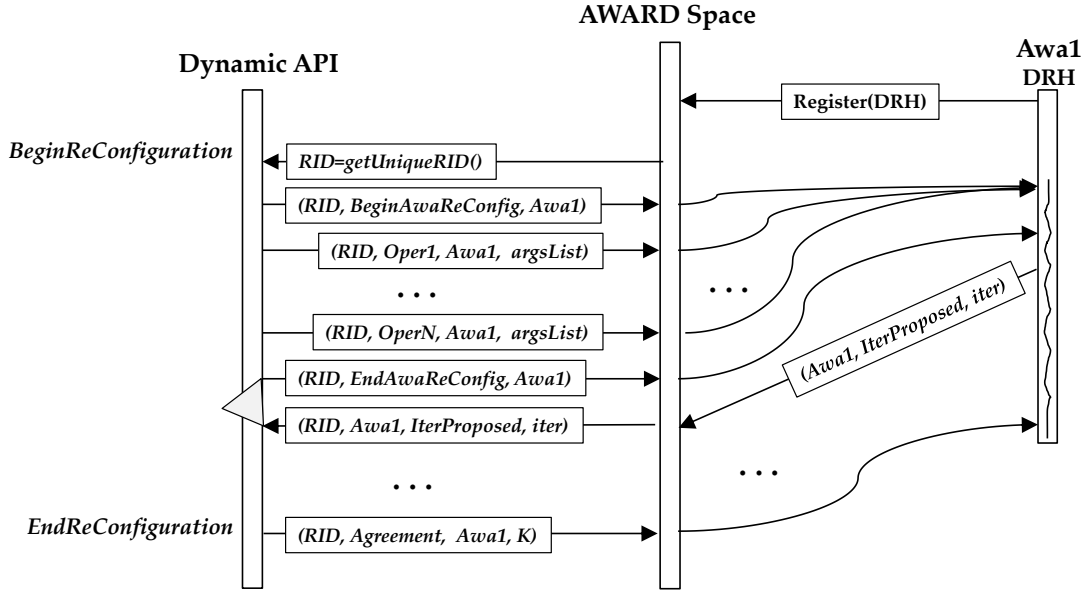 AWARD Space
Dynamic API
Awa1
DRH
Register(DRH)
BeginReConfiguration
RID=getUniqueRID()
(RID, BeginAwaReConfig, Awa1)
(RID, Oper1, Awa1, argsList)
...
...
(RID, OperN, Awa1, argsList)
(Awa1, IterProposed, iter)
(RID, EndAwaReConfig, Awa1)
(RID, Awa1, IterProposed, iter)
...
...
EndReConfiguration
(RID, Agreement, Awa1, K)